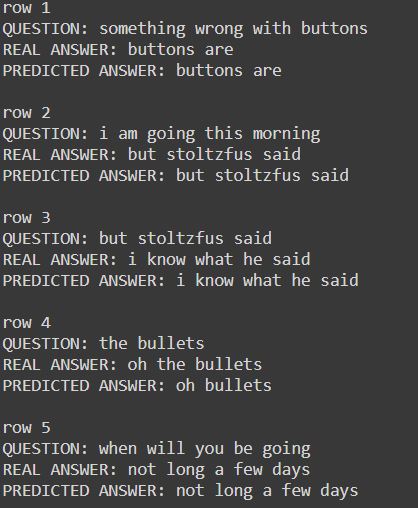 row 1
QUESTION: something wrong with buttons
REAL ANSWER: buttons are
PREDICTED ANSWER: buttons are
row 2
QUESTION: i am going this morning
REAL ANSWER: but stoltzfus said
PREDICTED ANSWER: but stoltzfus said
row 3
QUESTION: but stoltzfus said
REAL ANSWER: i know what he said
PREDICTED ANSWER: i know what he said
row 4
QUESTION: the bullets
REAL ANSWER: oh the bullets
PREDICTED ANSWER: oh bullets
row 5
QUESTION: when will you be going
REAL ANSWER: not long a few days
PREDICTED ANSWER: not long a few days